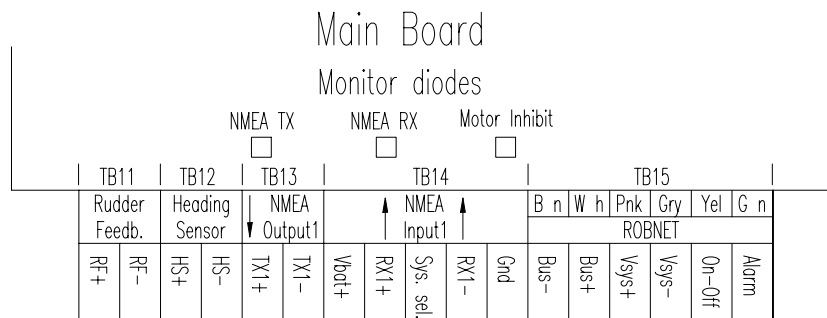 Main Board
Monitor diodes
NMEA TX NMEA RX Motor Inhibit
TB11 TB12 TB13 TB14 TB15
Rudder Feedb. Heading Sensor NMEA Output1 NMEA Input1 B n W h Pnk Gry Yel G n
ROBNET
RF+ RF- HS+ HS- TX1+ TX1- Vbat+ RX1+ Sys. sel. RX1- Gnd Bus- Bus+ Vsys+ Vsys- On-Off Alarm